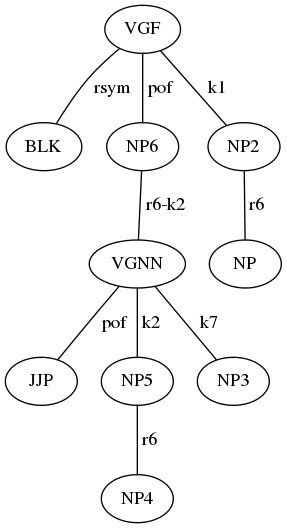 VGF
rsym pof k1
BLK NP6 NP2
r6-k2 r6
VGNN NP
pof k2 k7
JJP NP5 NP3
r6
NP4